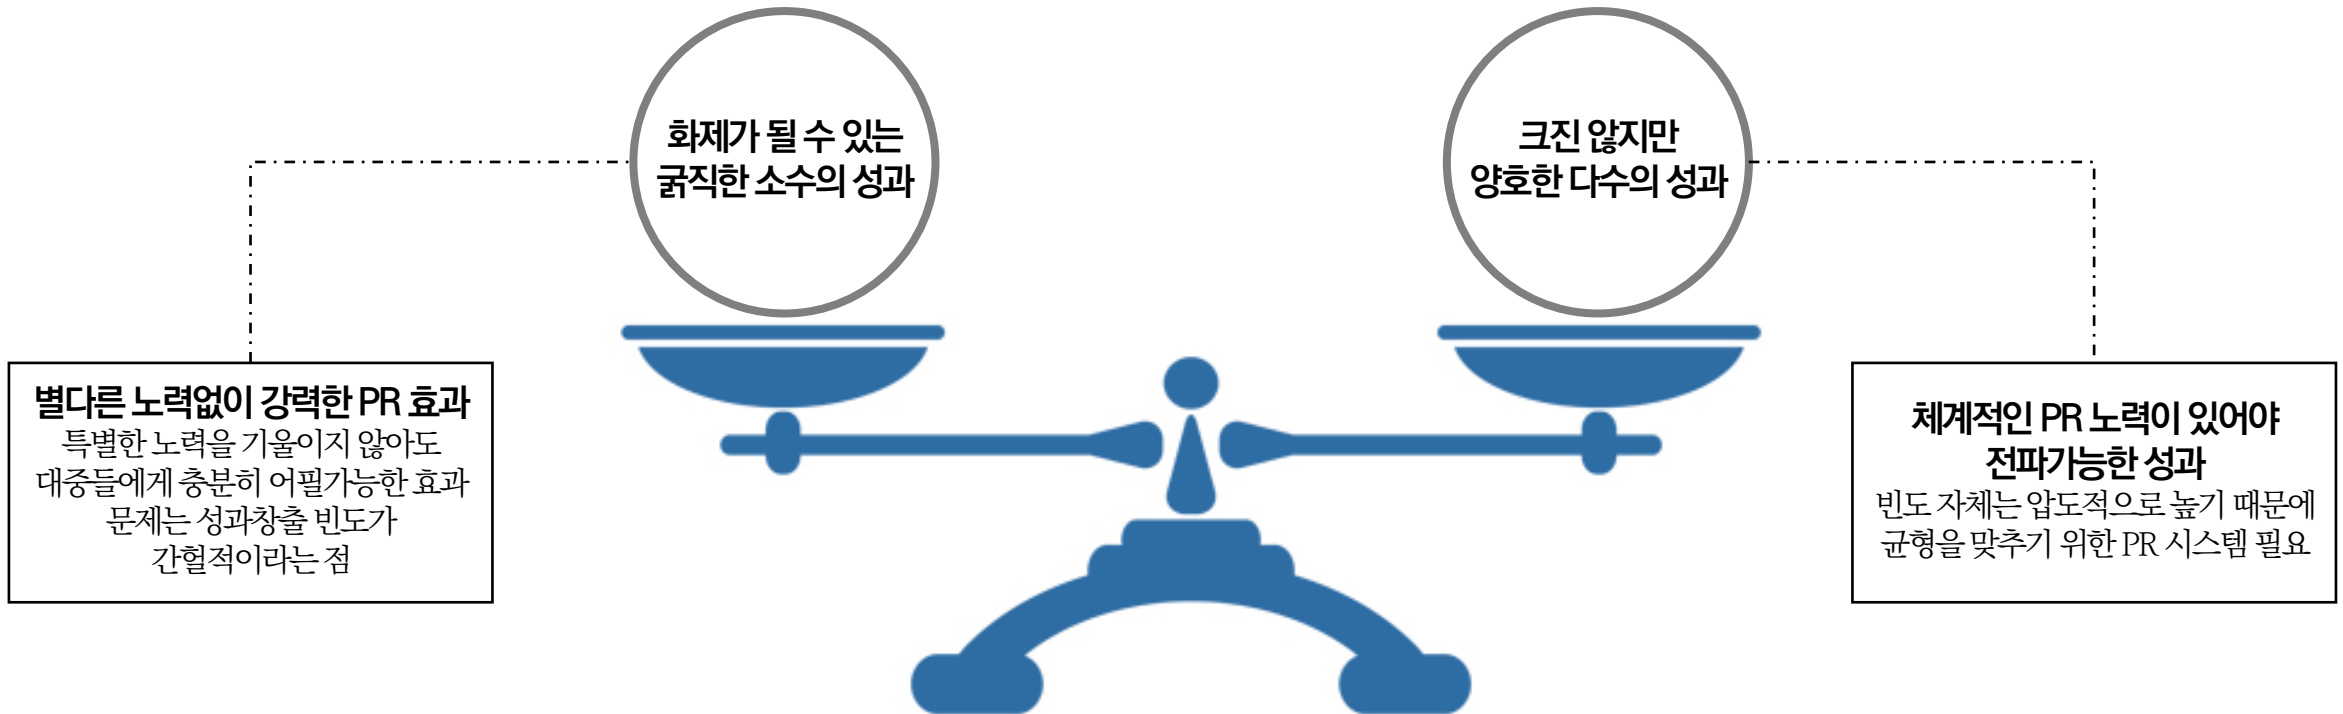 화제가 될 수 있는
굵직한 소수의 성과
크진 않지만
양호한 다수의 성과
별다른 노력없이 강력한 PR 효과
특별한 노력을 기울이지 않아도
대중들에게 충분히 어필가능한 효과
문제는 성과창출 빈도가
간헐적이라는 점
체계적인 PR 노력이 있어야
전파가능한 성과
빈도 자체는 압도적으로 높기 때문에
균형을 맞추기 위한 PR 시스템 필요